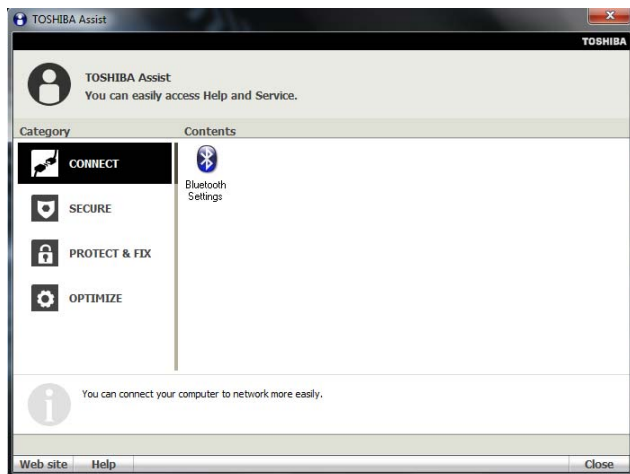 TOSHIBA Assist
TOSHIBA
TOSHIBA Assist
You can easily access Help and Service.
Category
Contents
CONNECT
SECURE
PROTECT & FIX
OPTIMIZE
Bluetooth
Settings
You can connect your computer to network more easily.
Web site
Help
Close